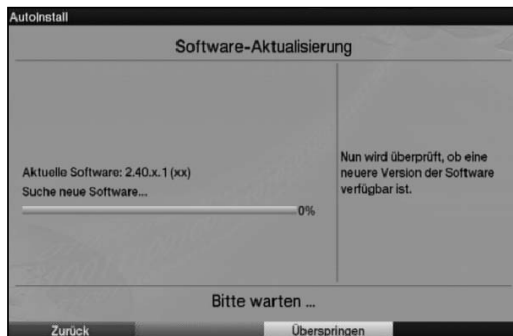 Autoinstall
Software-Aktualisierung
Aktuelle Software: 2.40.x.1 (xx)
Suche neue Software...
0%
Nun wird überprüft, ob eine
neuere Version der Software
verfügbar ist.
Bitte warten ...
Zurück
Überspringen